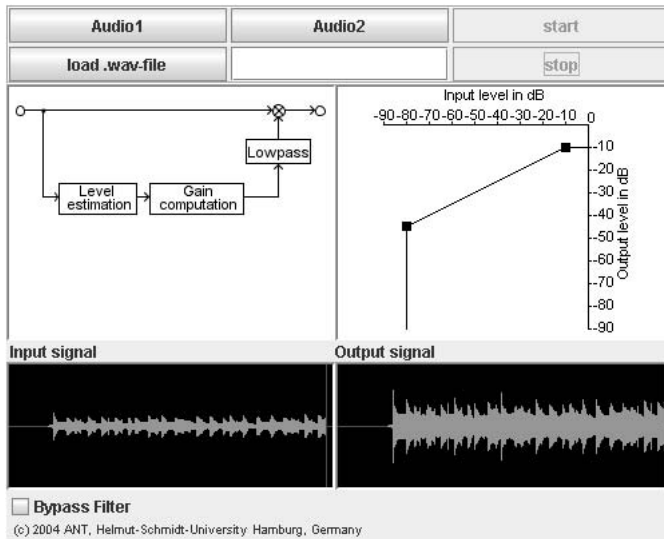 Audio1 Audio2 start
load .wav-file stop
Input level in dB
-90 -80 -70 -60 -50 -40 -30 -20 -10 0
Lowpass
Level estimation
Gain computation
-10
-20
-30
-40
-50
-60
-70
-80
-90
Output level in dB
Input signal Output signal
Bypass Filter
(c) 2004 ANT, Helmut-Schmidt-University Hamburg, Germany